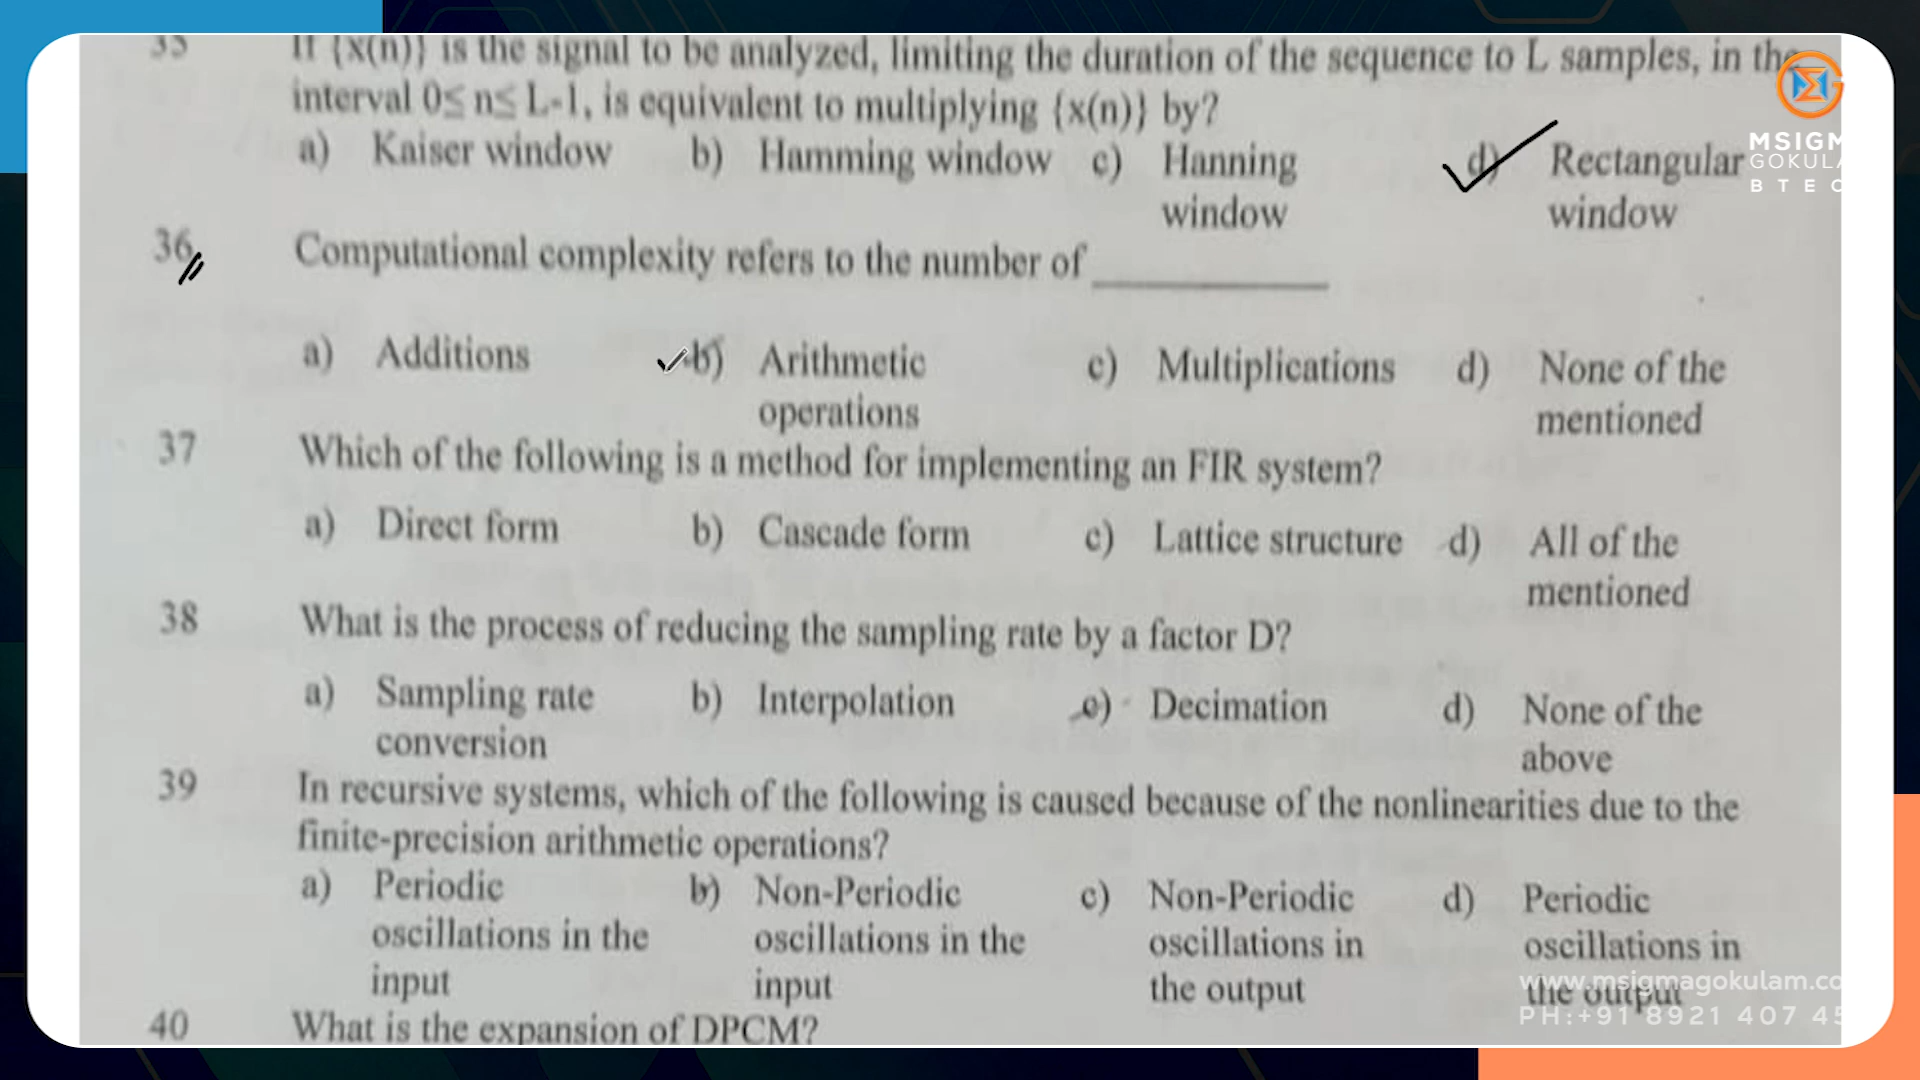 35 If {x(n)} is the signal to be analyzed, limiting the duration of the sequence to L samples, in the
interval 0≤ n≤ L-1, is equivalent to multiplying {x(n)} by?
a) Kaiser window b) Hamming window c) Hanning window d) Rectangular window
36 Computational complexity refers to the number of ____________
a) Additions b) Arithmetic operations c) Multiplications d) None of the mentioned
37 Which of the following is a method for implementing an FIR system?
a) Direct form b) Cascade form c) Lattice structure d) All of the mentioned
38 What is the process of reducing the sampling rate by a factor D?
a) Sampling rate conversion b) Interpolation c) Decimation d) None of the above
39 In recursive systems, which of the following is caused because of the nonlinearities due to the
finite-precision arithmetic operations?
a) Periodic oscillations in the input b) Non-Periodic oscillations in the input c) Non-Periodic oscillations in the output d) Periodic oscillations in the output
40 What is the expansion of DPCM?
MSIGM
GOKULA
BTEC
www.msigmagokulam.co
PH:+91 8921 407 45